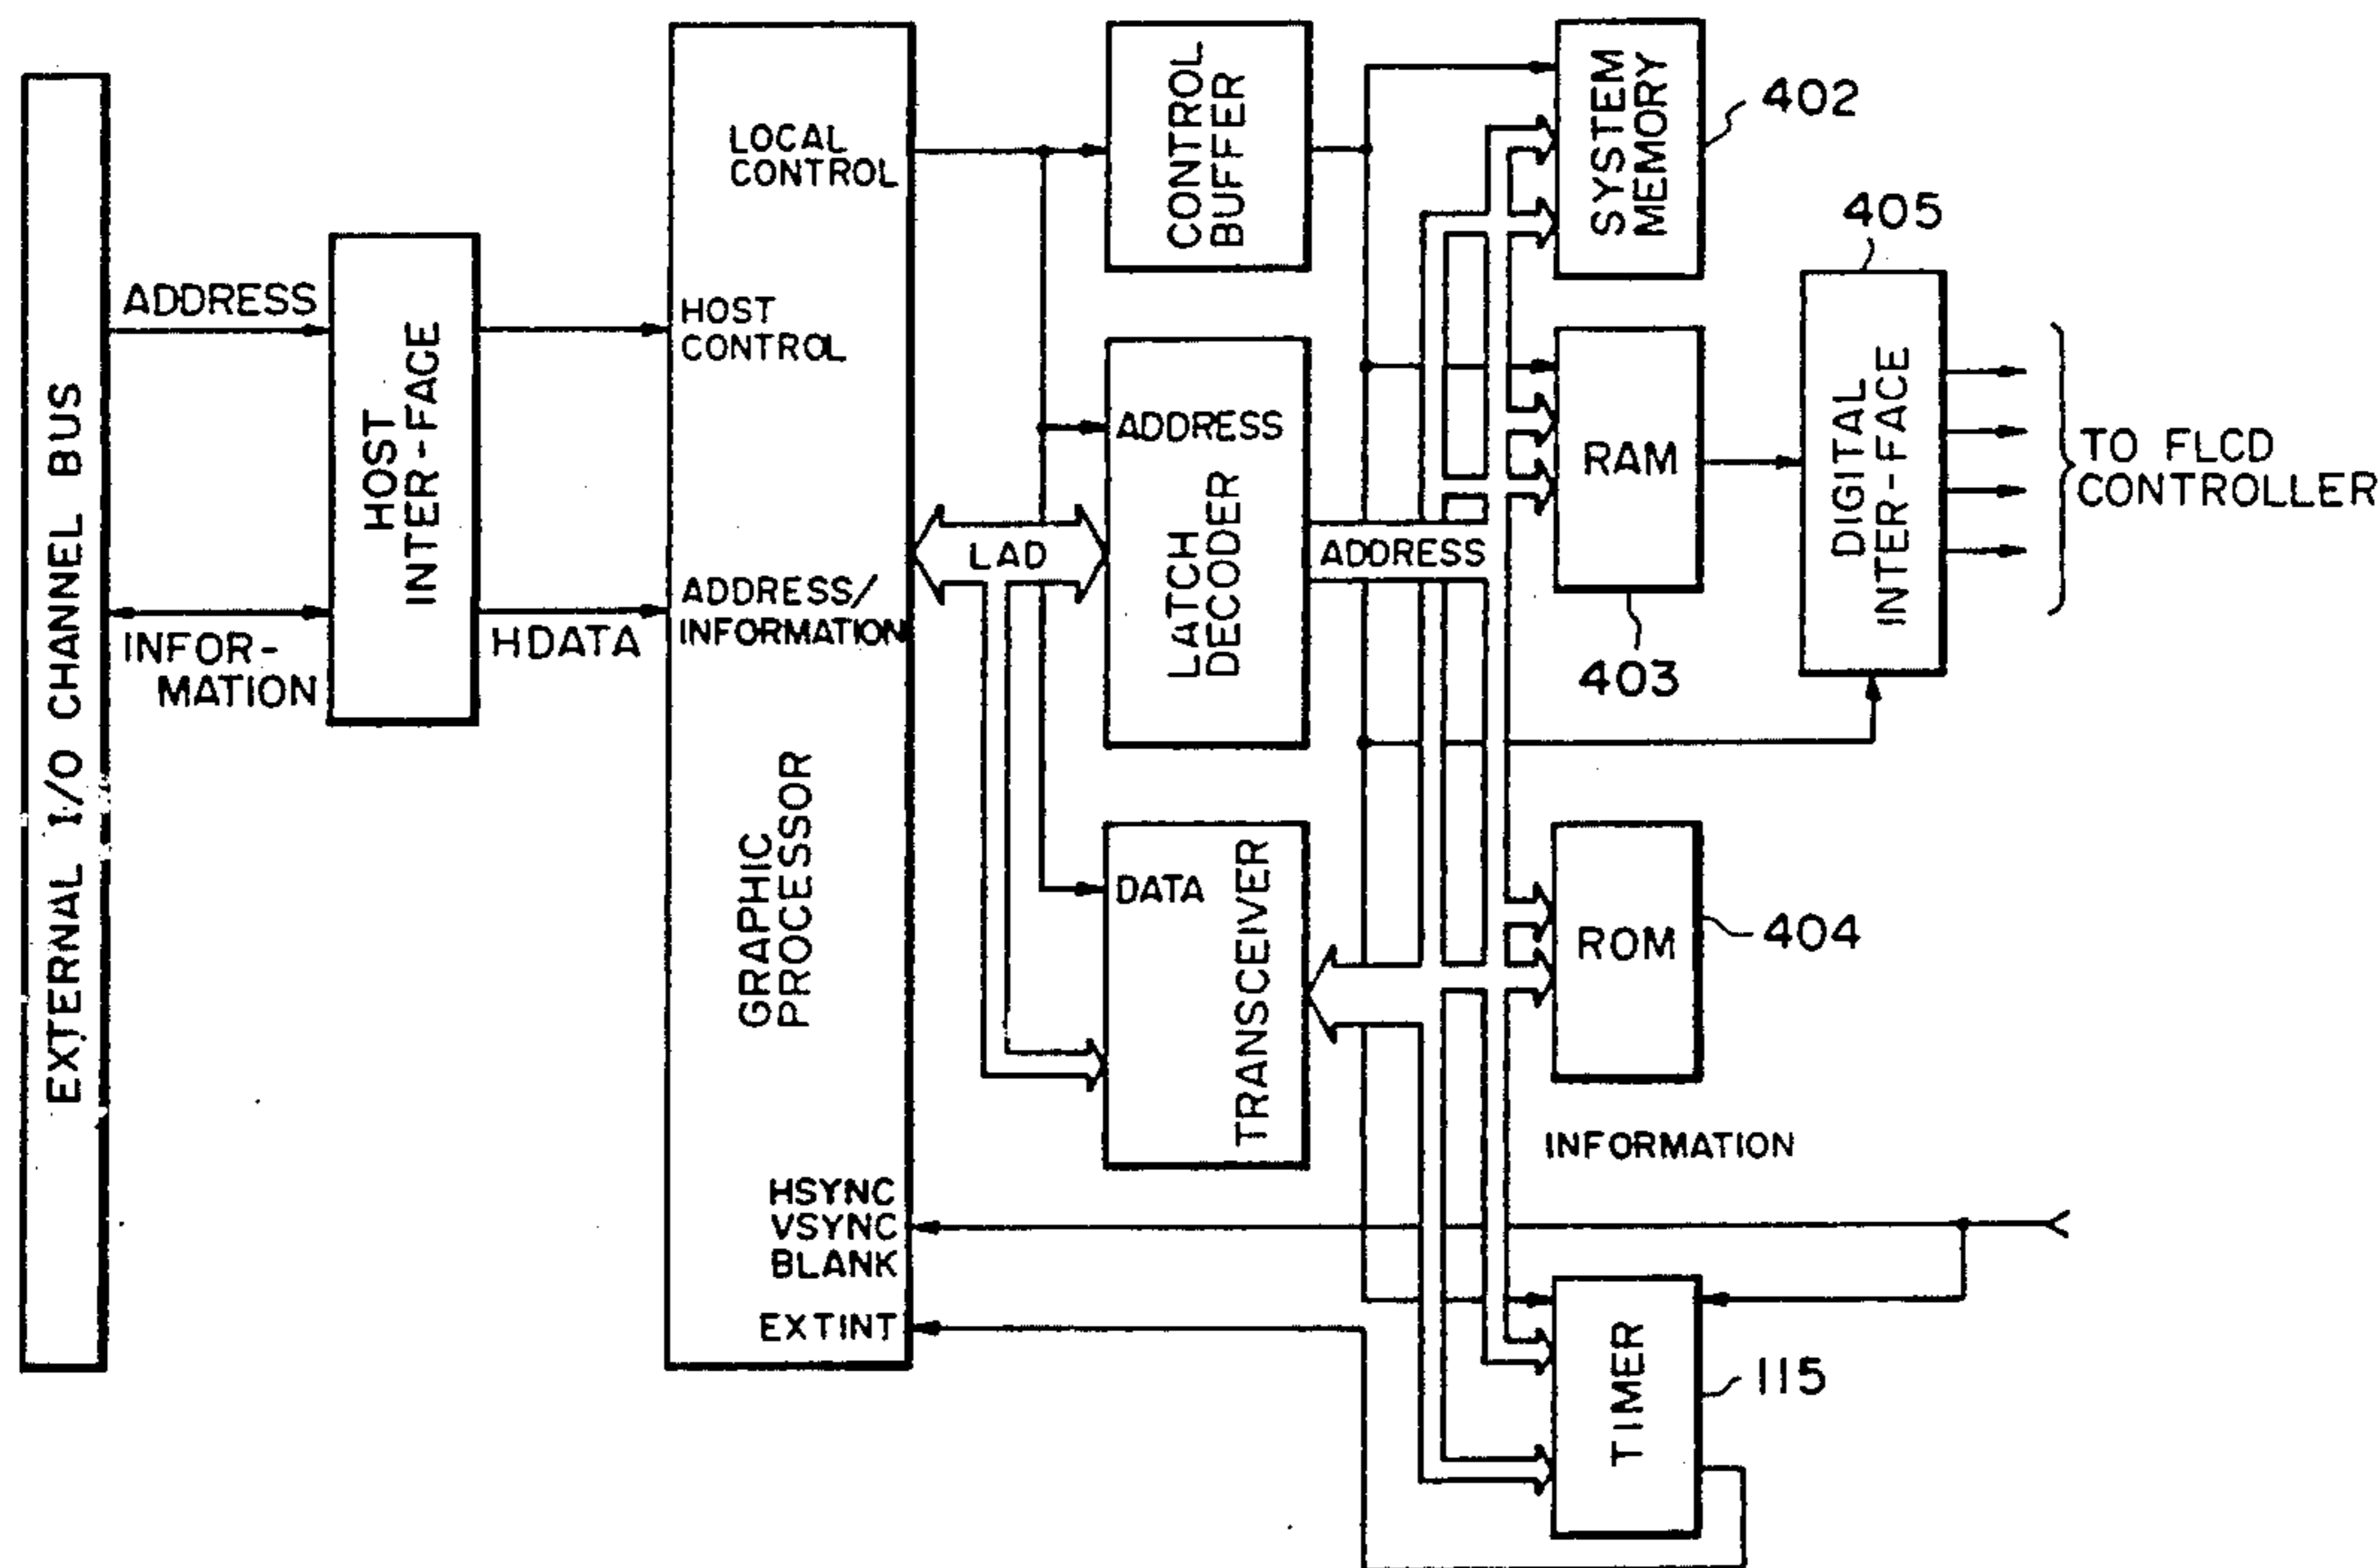 EXTERNAL I/O CHANNEL BUS
ADDRESS
INFOR-
MATION
HOST
INTER-FACE
HDATA
LOCAL
CONTROL
HOST
CONTROL
ADDRESS/
INFORMATION
GRAPHIC
PROCESSOR
HSYNC
VSYNC
BLANK
EXTINT
LAD
CONTROL
BUFFER
ADDRESS
LATCH
DECODER
DATA
TRANSCEIVER
ADDRESS
SYSTEM
MEMORY
402
RAM
403
405
DIGITAL
INTER-FACE
TO FLCD
CONTROLLER
ROM
404
INFORMATION
TIMER
115